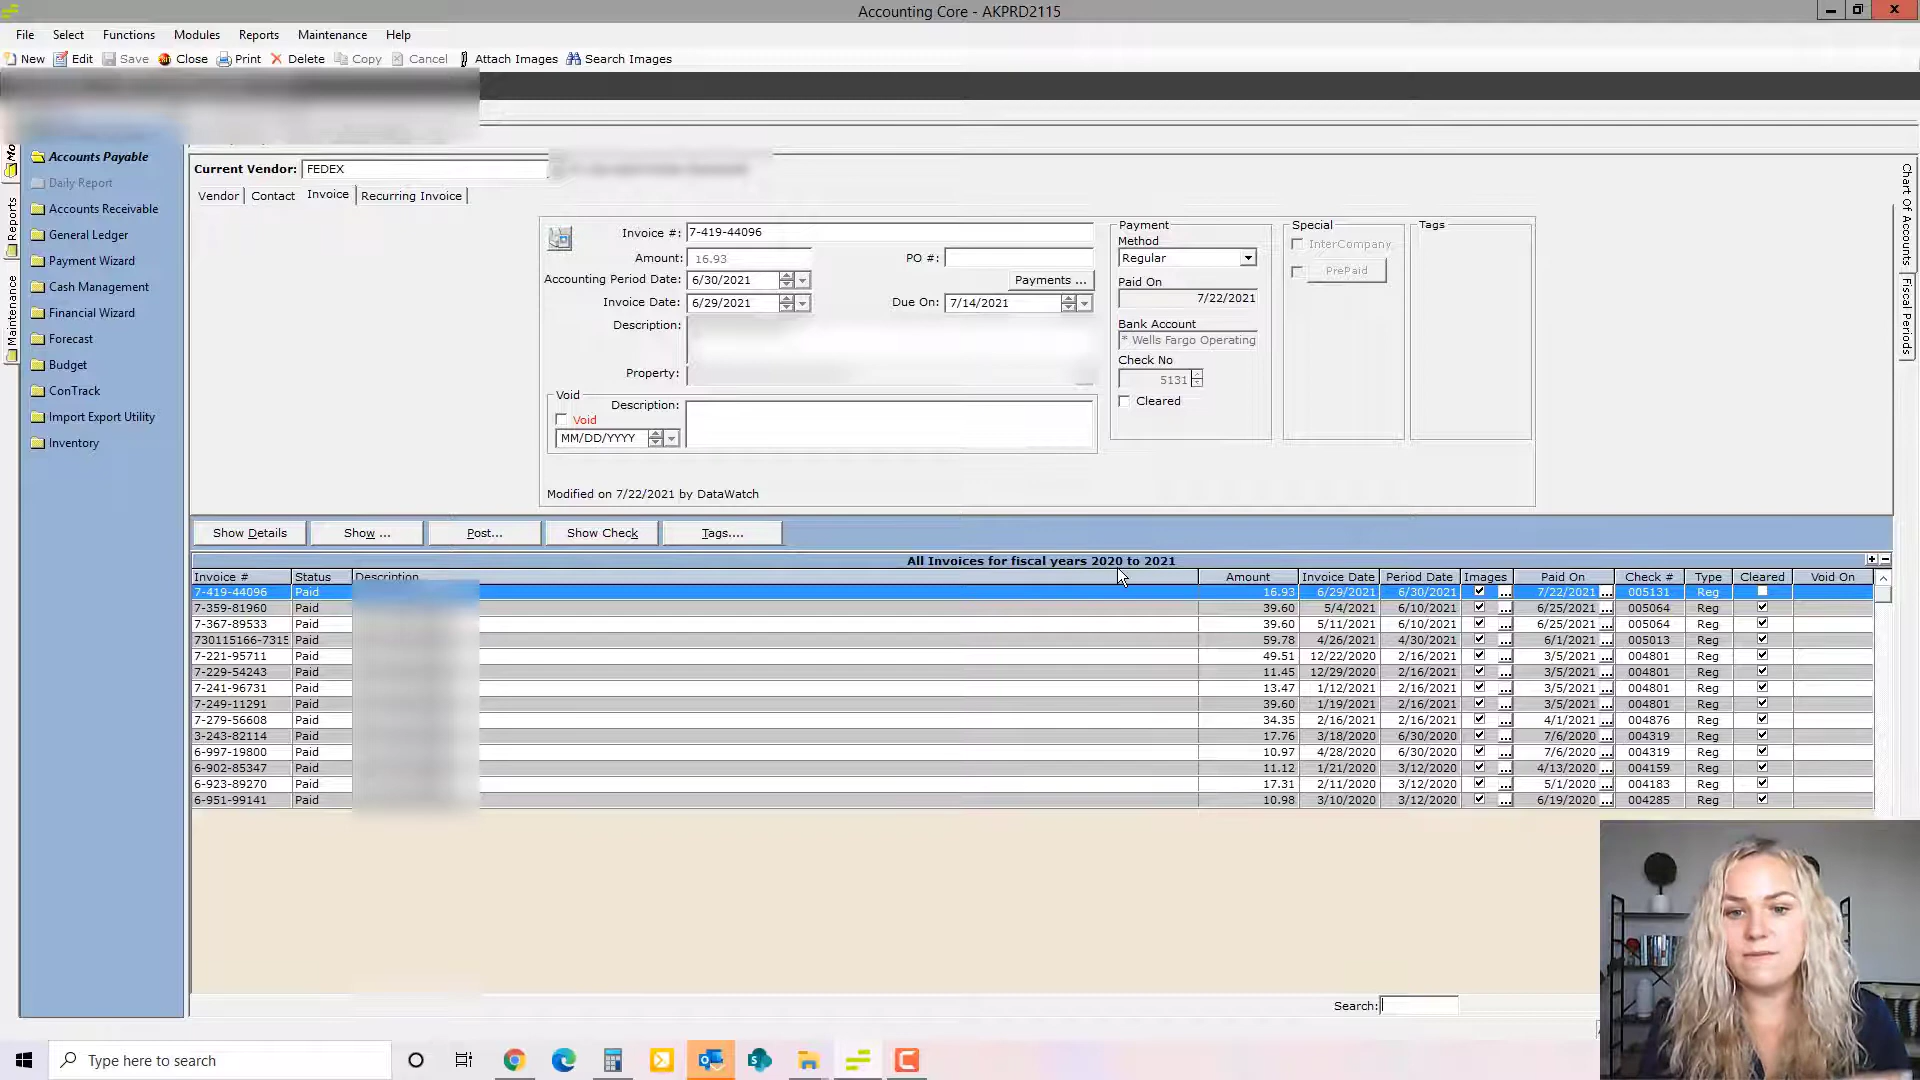 Accounting Core - AKPRD2115
File Select Functions Modules Reports Maintenance Help
New Edit Save Close Print Delete Copy Cancel Attach Images Search Images
Accounts Payable
Daily Report
Accounts Receivable
General Ledger
Payment Wizard
Cash Management
Financial Wizard
Forecast
Budget
ConTrack
Import Export Utility
Inventory
Reports
Maintenance
Chart Of Accounts
Fiscal Periods
Current Vendor: FEDEX
Vendor Contact Invoice Recurring Invoice
Invoice #: 7-419-44096
Amount: 16.93 PO #:
Accounting Period Date: 6/30/2021 Payments ...
Invoice Date: 6/29/2021 Due On: 7/14/2021
Description:
Property:
Void
Description:
Void
MM/DD/YYYY
Modified on 7/22/2021 by DataWatch
Payment
Method
Regular
Paid On
7/22/2021
Bank Account
* Wells Fargo Operating
Check No
5131
Cleared
Special
InterCompany
PrePaid
Tags
Show Details Show ... Post... Show Check Tags....
All Invoices for fiscal years 2020 to 2021
Invoice # Status Description Amount Invoice Date Period Date Images Paid On Check # Type Cleared Void On
7-419-44096 Paid 16.93 6/29/2021 6/30/2021 ... 7/22/2021 ... 005131 Reg
7-359-81960 Paid 39.60 5/4/2021 6/10/2021 ... 6/25/2021 ... 005064 Reg
7-367-89533 Paid 39.60 5/11/2021 6/10/2021 ... 6/25/2021 ... 005064 Reg
730115166-7315 Paid 59.78 4/26/2021 4/30/2021 ... 6/1/2021 ... 005013 Reg
7-221-95711 Paid 49.51 12/22/2020 2/16/2021 ... 3/5/2021 ... 004801 Reg
7-229-54243 Paid 11.45 12/29/2020 2/16/2021 ... 3/5/2021 ... 004801 Reg
7-241-96731 Paid 13.47 1/12/2021 2/16/2021 ... 3/5/2021 ... 004801 Reg
7-249-11291 Paid 39.60 1/19/2021 2/16/2021 ... 3/5/2021 ... 004801 Reg
7-279-56608 Paid 34.35 2/16/2021 2/16/2021 ... 4/1/2021 ... 004876 Reg
3-243-82114 Paid 17.76 3/18/2020 6/30/2020 ... 7/6/2020 ... 004319 Reg
6-997-19800 Paid 10.97 4/28/2020 6/30/2020 ... 7/6/2020 ... 004319 Reg
6-902-85347 Paid 11.12 1/21/2020 3/12/2020 ... 4/13/2020 ... 004159 Reg
6-923-89270 Paid 17.31 2/11/2020 3/12/2020 ... 5/1/2020 ... 004183 Reg
6-951-99141 Paid 10.98 3/10/2020 3/12/2020 ... 6/19/2020 ... 004285 Reg
Search:
Type here to search